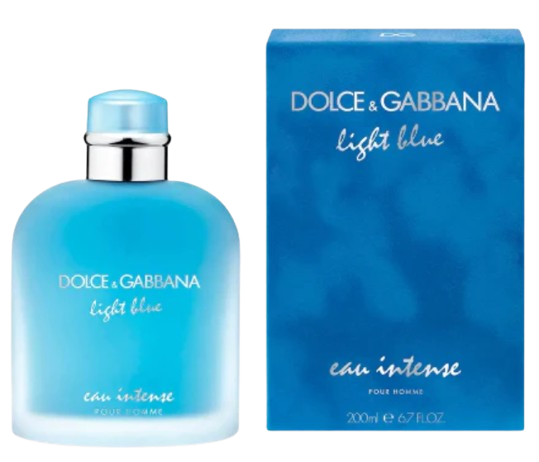 DOLCE & GABBANA
light blue
eau intense
POUR HOMME
DG
DOLCE & GABBANA
light blue
eau intense
POUR HOMME
200ml e 6.7 FL.OZ.